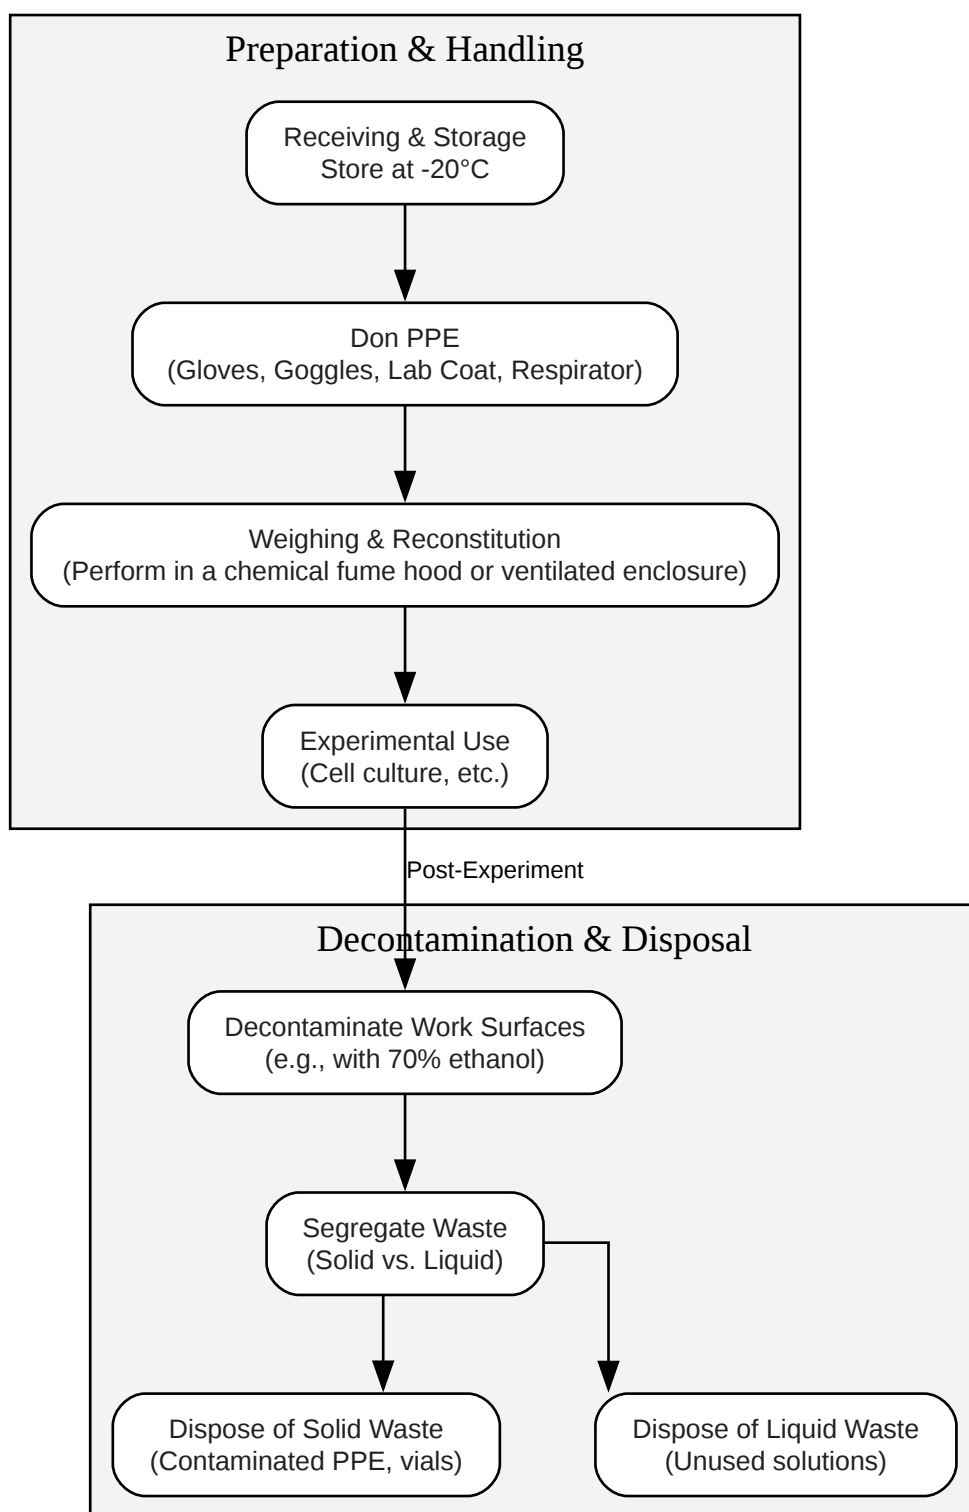 Preparation & Handling
Receiving & Storage
Store at -20°C
Don PPE
(Gloves, Goggles, Lab Coat, Respirator)
Weighing & Reconstitution
(Perform in a chemical fume hood or ventilated enclosure)
Experimental Use
(Cell culture, etc.)
Post-Experiment
Decontamination & Disposal
Decontaminate Work Surfaces
(e.g., with 70% ethanol)
Segregate Waste
(Solid vs. Liquid)
Dispose of Solid Waste
(Contaminated PPE, vials)
Dispose of Liquid Waste
(Unused solutions)